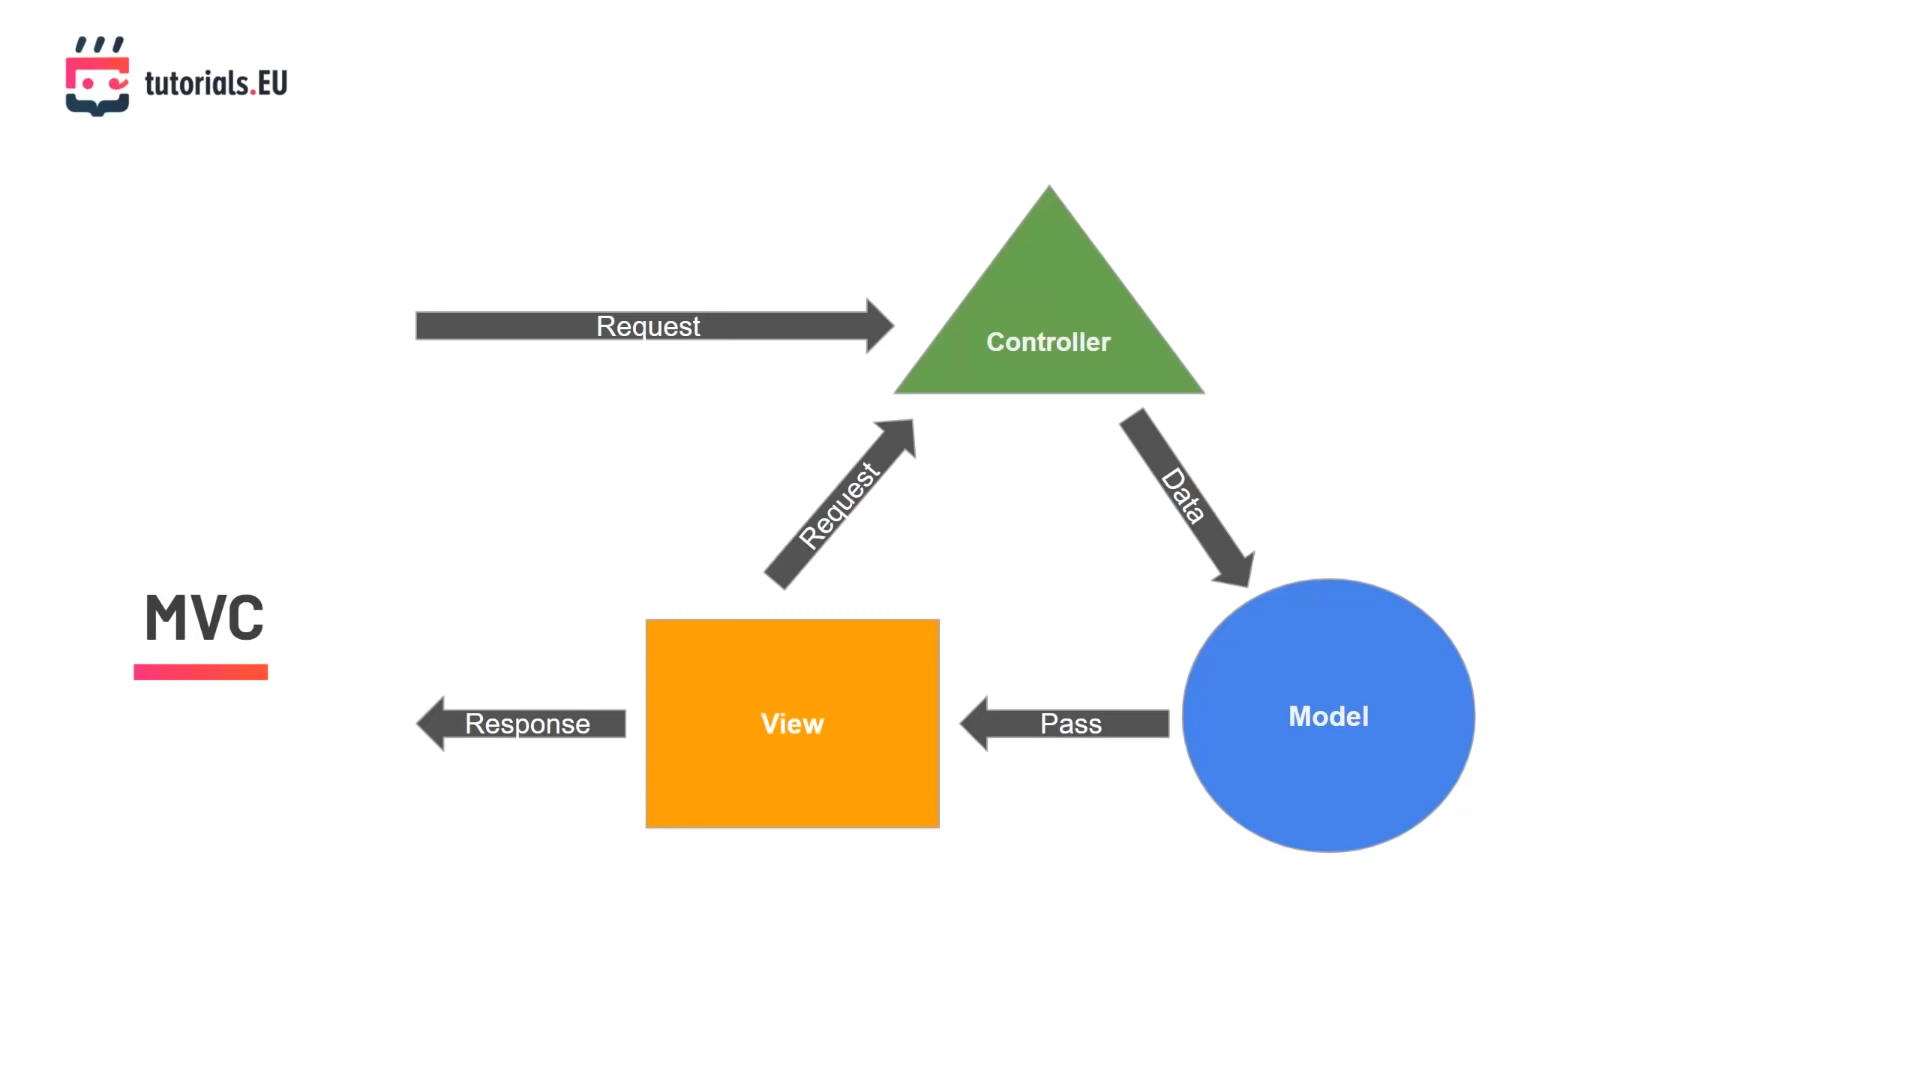 tutorials.EU
Request
Controller
Request
Data
MVC
Response
View
Pass
Model